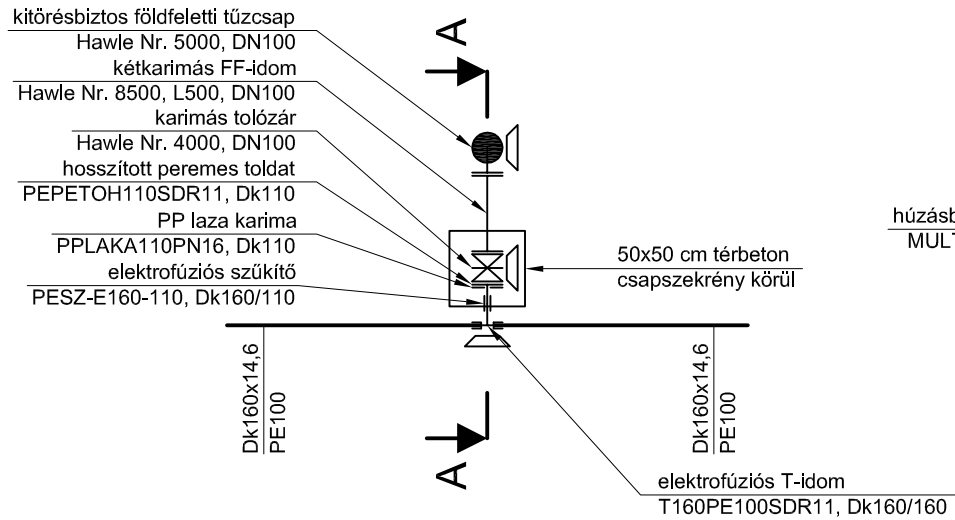 kitörésbiztos földfeletti tűzcsap
Hawle Nr. 5000, DN100
kétkarimás FF-idom
Hawle Nr. 8500, L500, DN100
karimás tolózár
Hawle Nr. 4000, DN100
hosszított peremes toldat
PEPETOH110SDR11, Dk110
PP laza karima
PPLAKA110PN16, Dk110
elektrofúziós szűkítő
PESZ-E160-110, Dk160/110
A
50x50 cm térbeton
csapszekrény körül
húzásb
MULT
Dk160x14,6
PE100
Dk160x14,6
PE100
A
elektrofúziós T-idom
T160PE100SDR11, Dk160/160